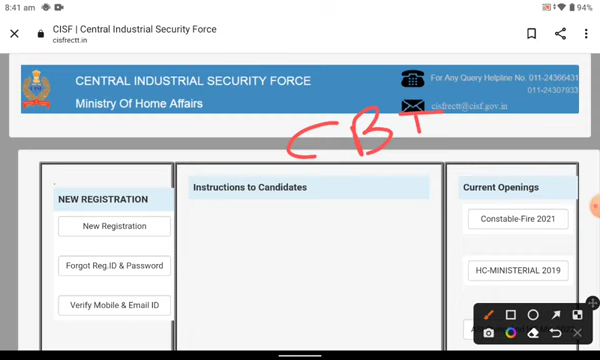 8:41 am
94%
CISF | Central Industrial Security Force
cisfrectt.in
CENTRAL INDUSTRIAL SECURITY FORCE
Ministry Of Home Affairs
For Any Query Helpline No. 011-24366431
011-24307933
cisfrectt@cisf.gov.in
CBT
NEW REGISTRATION
New Registration
Forgot Reg.ID & Password
Verify Mobile & Email ID
Instructions to Candidates
Current Openings
Constable-Fire 2021
HC-MINISTERIAL 2019